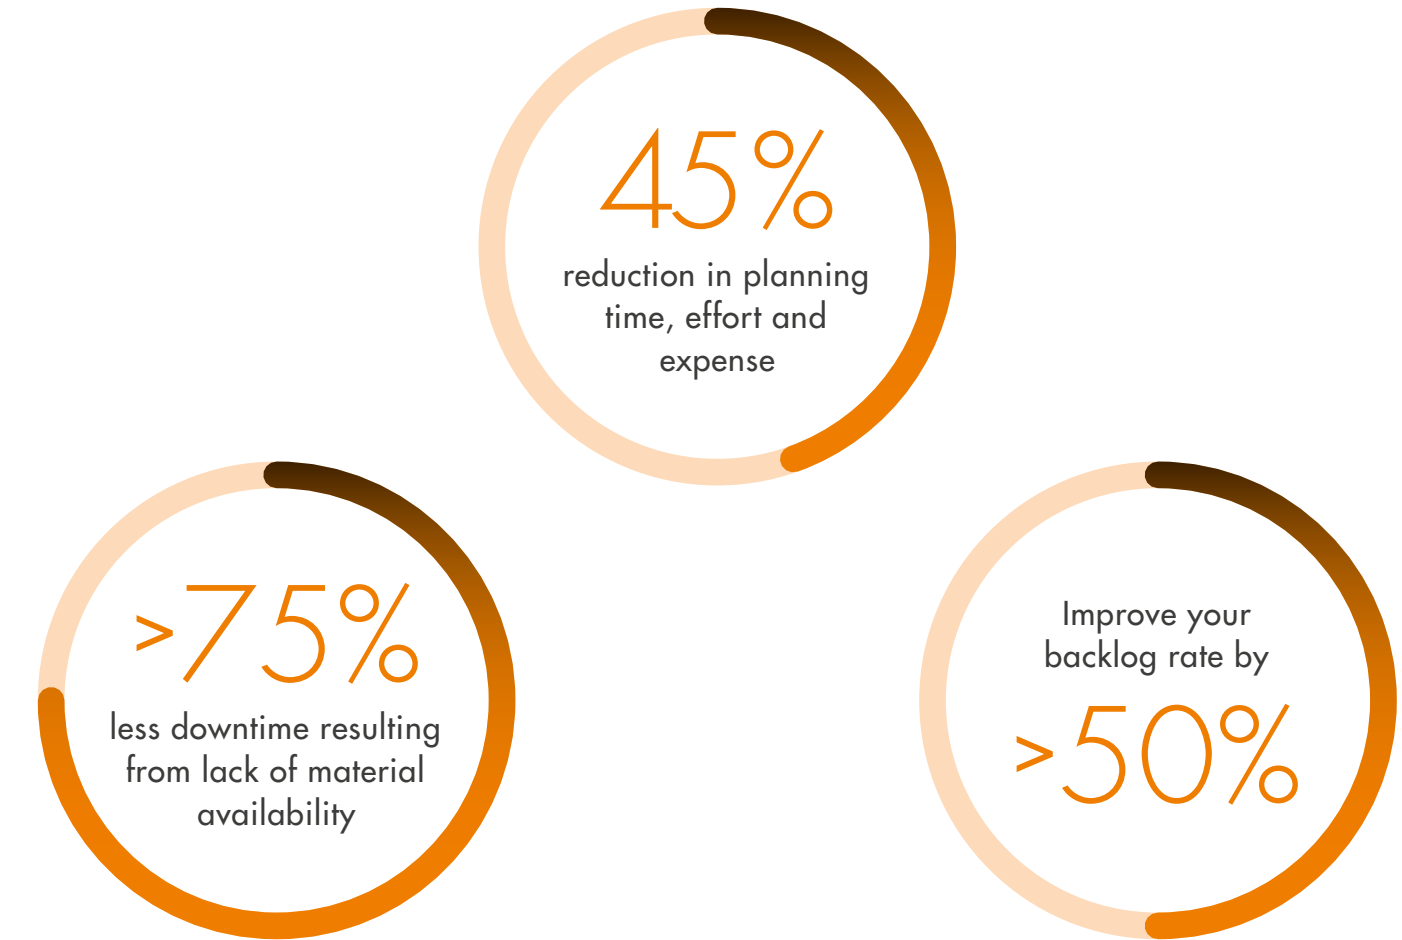 45%
reduction in planning
time, effort and
expense
>75%
less downtime resulting
from lack of material
availability
Improve your
backlog rate by
>50%